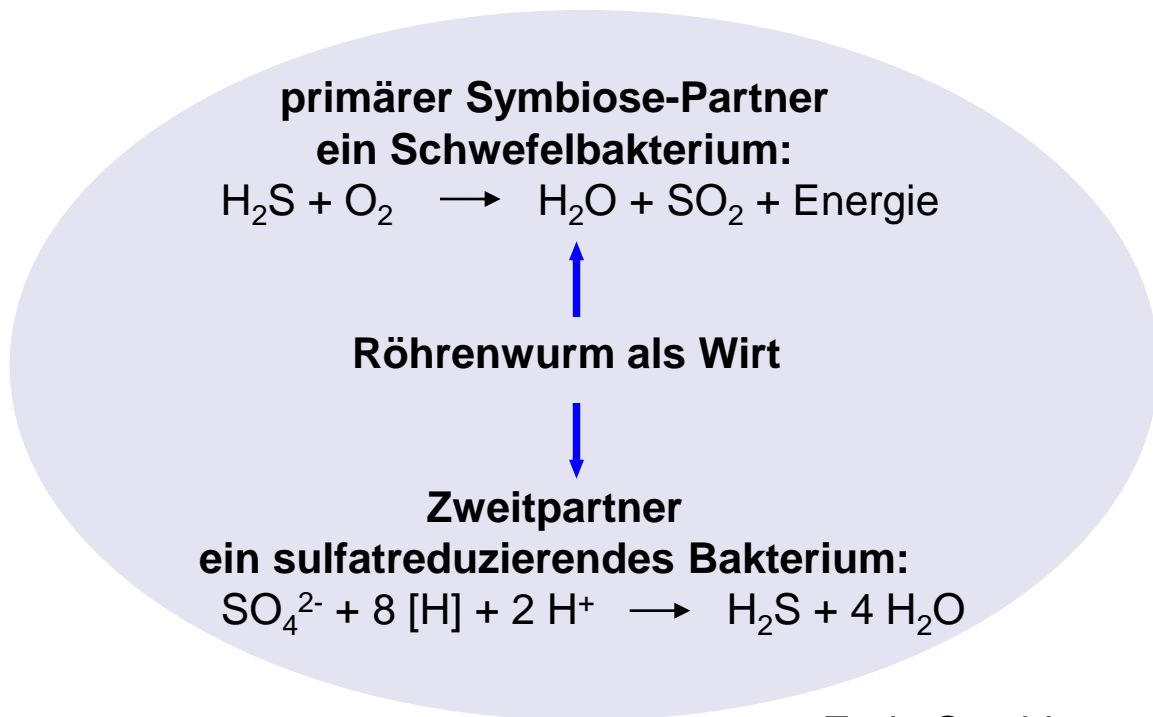 primärer Symbiose-Partner
ein Schwefelbakterium:
H₂S + O₂ → H₂O + SO₂ + Energie
Röhrenwurm als Wirt
Zweitpartner
ein sulfatreduzierendes Bakterium:
SO₄²⁻ + 8 [H] + 2 H⁺ → H₂S + 4 H₂O